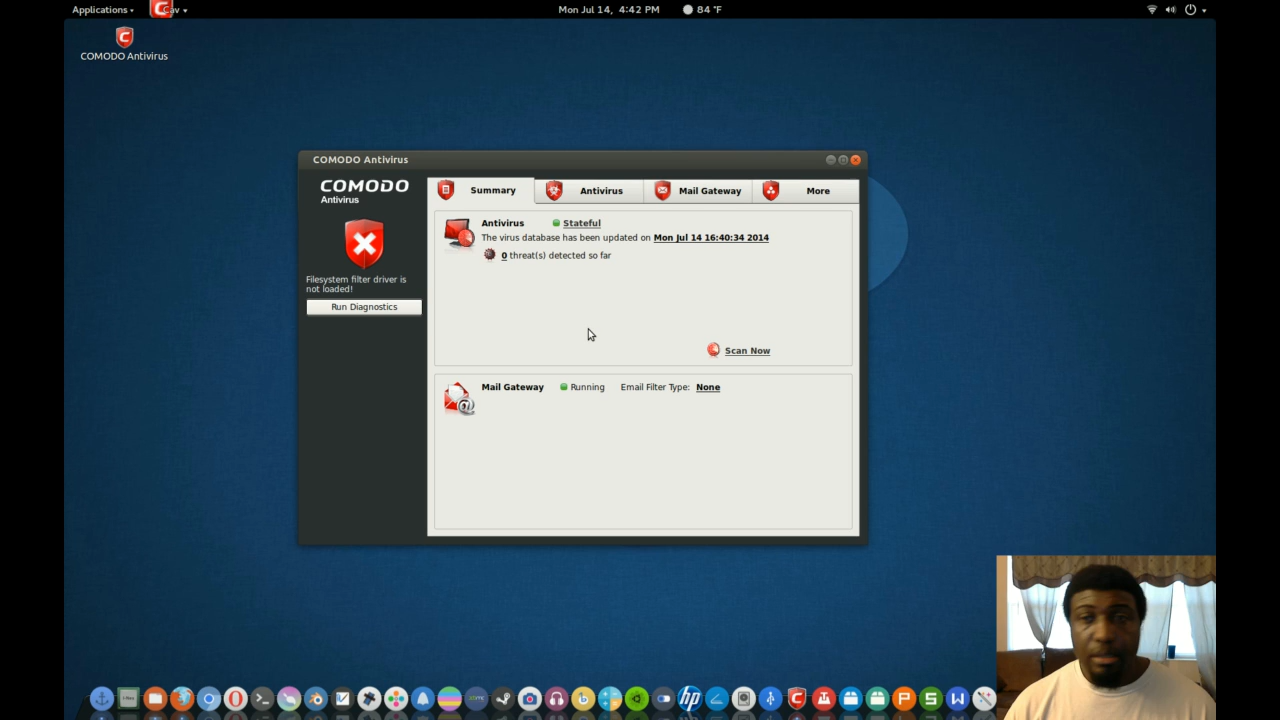 Applications
Cav
Mon Jul 14, 4:42 PM
84 °F
COMODO Antivirus
COMODO Antivirus
COMODO
Antivirus
Summary
Antivirus
Mail Gateway
More
Antivirus Stateful
The virus database has been updated on Mon Jul 14 16:40:34 2014
0 threat(s) detected so far
Filesystem filter driver is
not loaded!
Run Diagnostics
Scan Now
Mail Gateway Running Email Filter Type: None